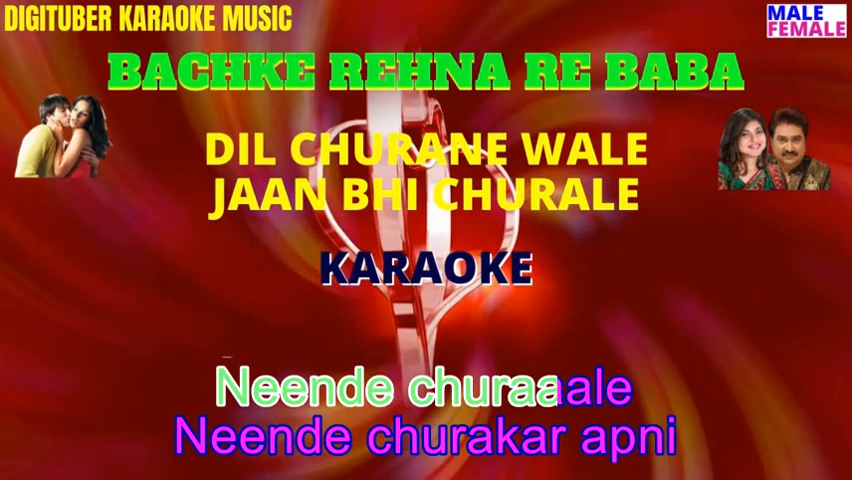 DIGITUBER KARAOKE MUSIC
MALE
FEMALE
BACHKE REHNA RE BABA
DIL CHURANE WALE
JAAN BHI CHURALE
KARAOKE
Neende churaaale
Neende churakar apni